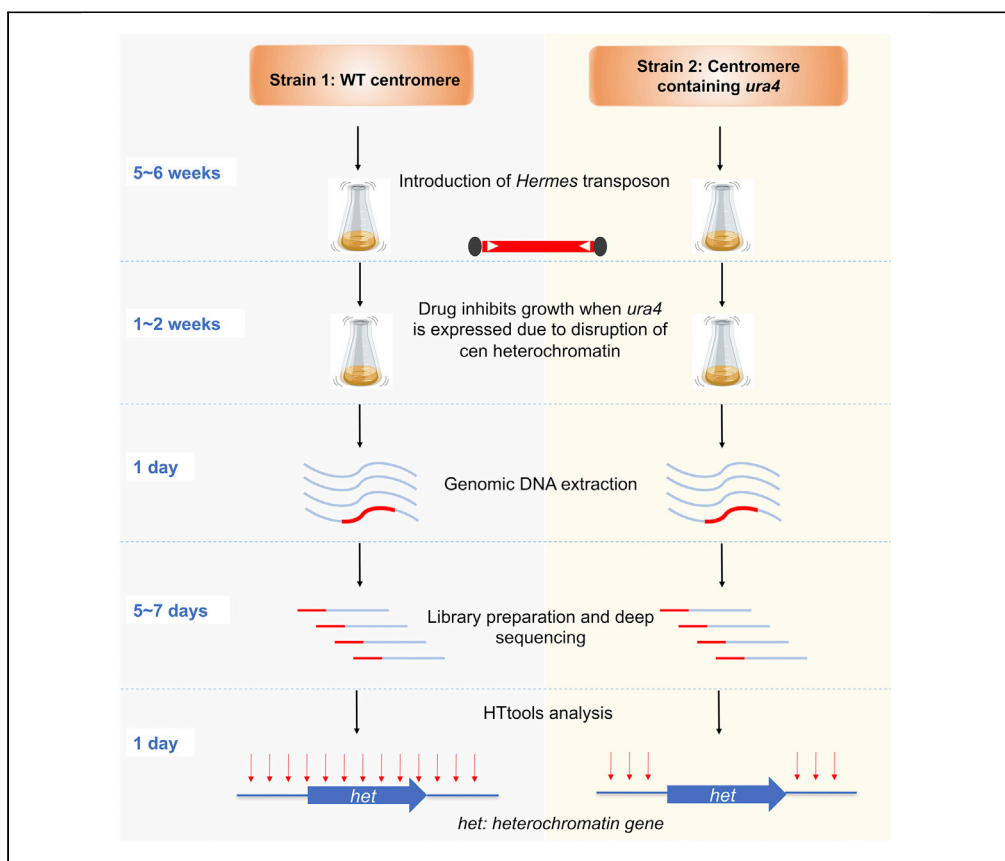 Strain 1: WT centromere
Strain 2: Centromere
containing ura4
5~6 weeks
Introduction of Hermes transposon
1~2 weeks
Drug inhibits growth when ura4
is expressed due to disruption of
cen heterochromatin
1 day
Genomic DNA extraction
5~7 days
Library preparation and deep
sequencing
HTtools analysis
1 day
het
het
het: heterochromatin gene